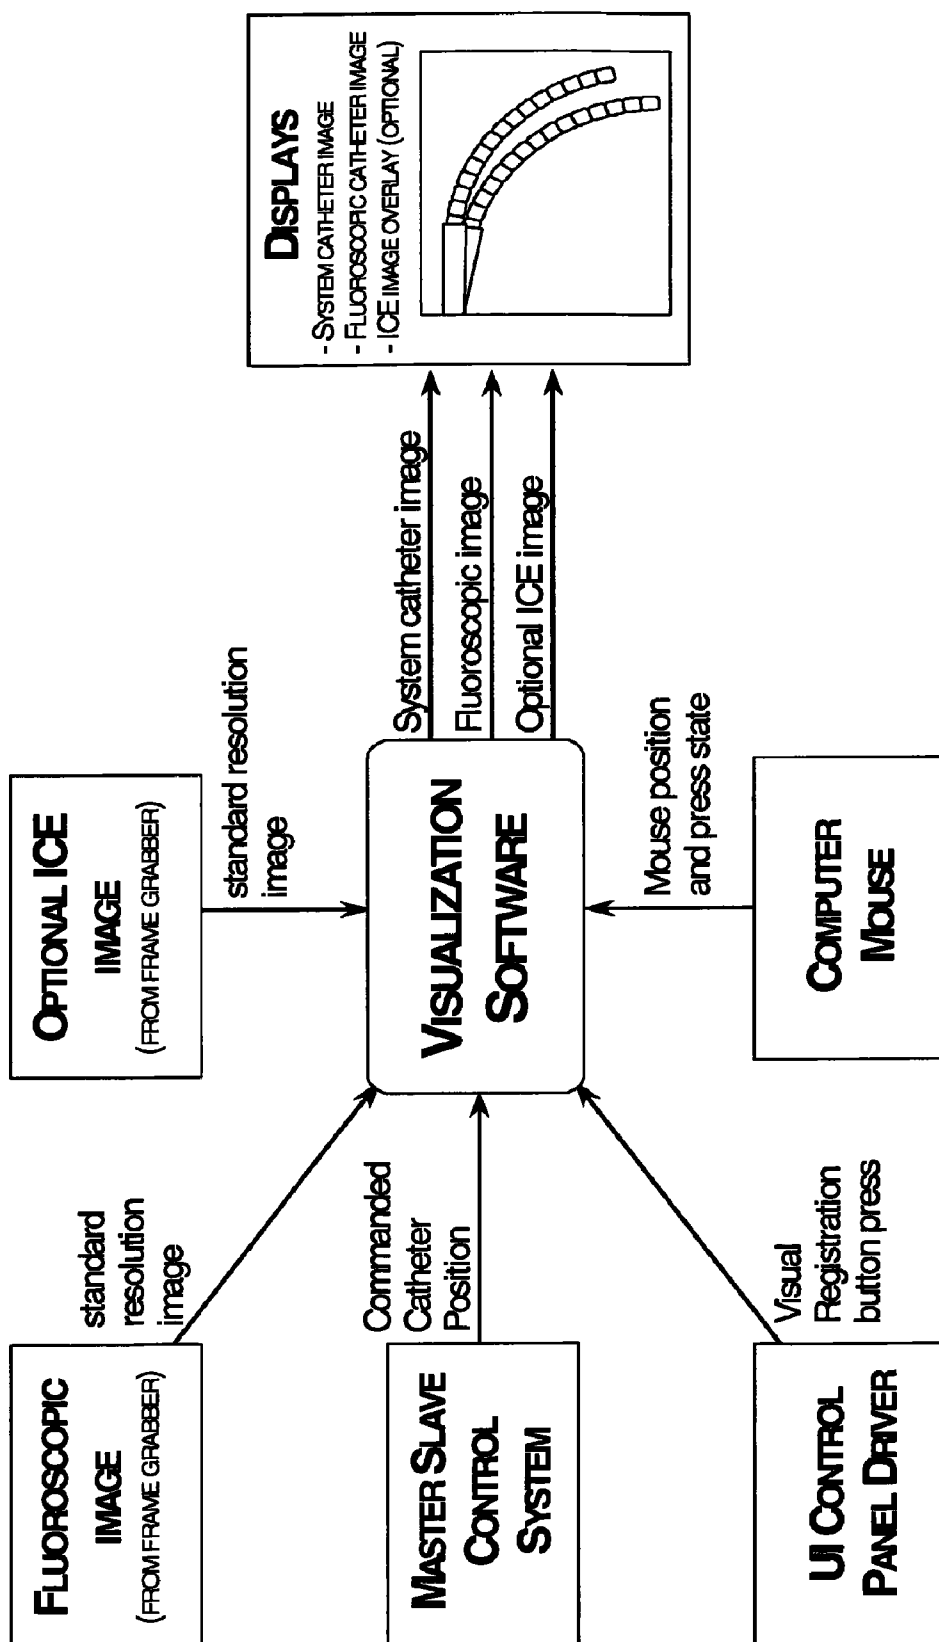 FLUOROSCOPIC
IMAGE
(FROM FRAME GRABBER)
standard
resolution
image
OPTIONAL ICE
IMAGE
(FROM FRAME GRABBER)
standard resolution
image
MASTER SLAVE
CONTROL
SYSTEM
Commanded
Catheter
Position
VISUALIZATION
SOFTWARE
UI CONTROL
PANEL DRIVER
Visual
Registration
button press
COMPUTER
MOUSE
Mouse position
and press state
System catheter image
Fluoroscopic image
Optional ICE image
DISPLAYS
- SYSTEM CATHETER IMAGE
- FLUOROSCOPIC CATHETER IMAGE
- ICE IMAGE OVERLAY (OPTIONAL)